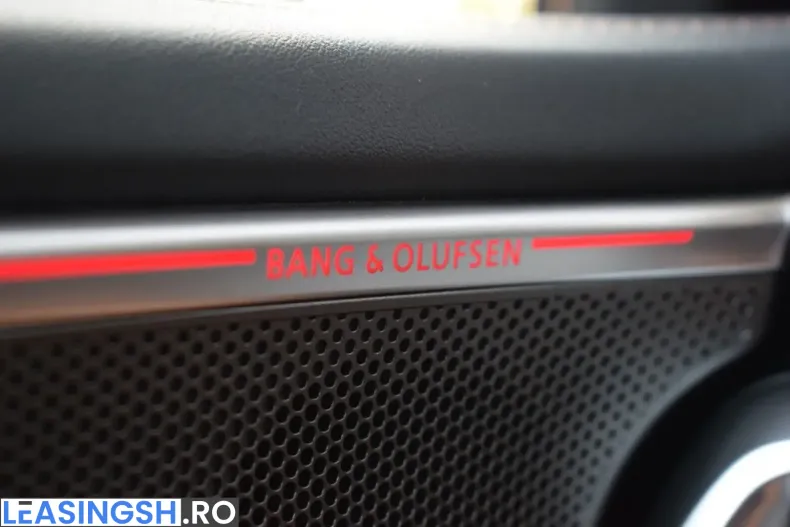 BANG & OLUFSEN
LEASINGSH.RO